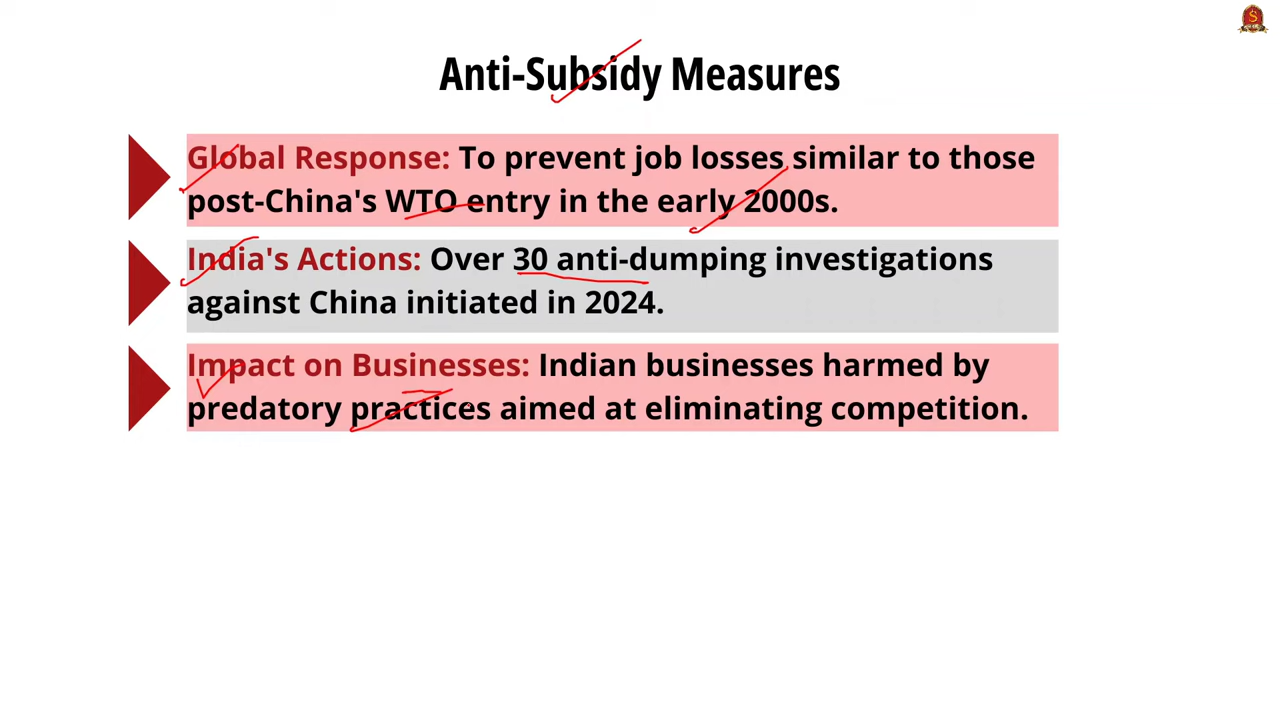 Anti-Subsidy Measures
Global Response: To prevent job losses similar to those
post-China's WTO entry in the early 2000s.
India's Actions: Over 30 anti-dumping investigations
against China initiated in 2024.
Impact on Businesses: Indian businesses harmed by
predatory practices aimed at eliminating competition.